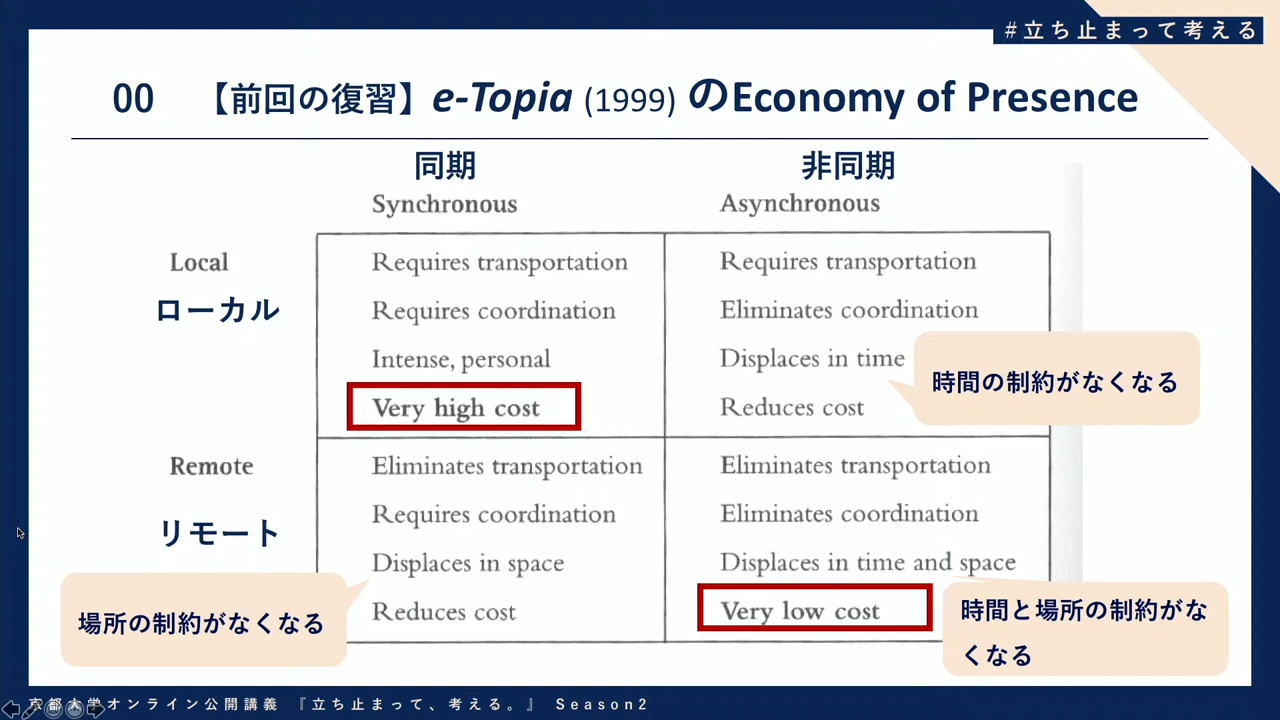 #立ち止まって考える
00 【前回の復習】e-Topia (1999) のEconomy of Presence
同期
非同期
Synchronous
Asynchronous
Local
ローカル
Requires transportation
Requires coordination
Intense, personal
Very high cost
Requires transportation
Eliminates coordination
Displaces in time
Reduces cost
時間の制約がなくなる
Remote
リモート
Eliminates transportation
Requires coordination
Displaces in space
Reduces cost
場所の制約がなくなる
Eliminates transportation
Eliminates coordination
Displaces in time and space
Very low cost
時間と場所の制約がな
くなる
京都大学オンライン公開講義 『立ち止まって、考える。』 Season2